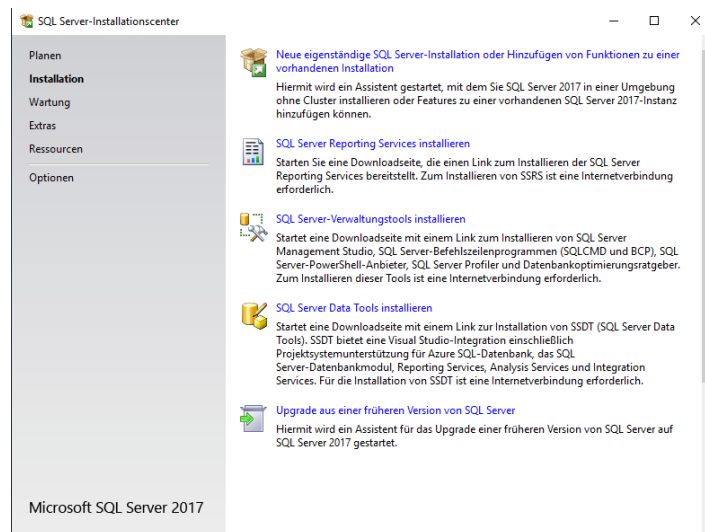 SQL Server-Installationscenter
Planen
Installation
Wartung
Extras
Ressourcen
Optionen
Neue eigenständige SQL Server-Installation oder Hinzufügen von Funktionen zu einer
vorhandenen Installation
Hiermit wird ein Assistent gestartet, mit dem Sie SQL Server 2017 in einer Umgebung
ohne Cluster installieren oder Features zu einer vorhandenen SQL Server 2017-Instanz
hinzufügen können.
SQL Server Reporting Services installieren
Starten Sie eine Downloadseite, die einen Link zum Installieren der SQL Server
Reporting Services bereitstellt. Zum Installieren von SSRS ist eine Internetverbindung
erforderlich.
SQL Server-Verwaltungstools installieren
Startet eine Downloadseite mit einem Link zum Installieren von SQL Server
Management Studio, SQL Server-Befehlszeilenprogrammen (SQLCMD und BCP), SQL
Server-PowerShell-Anbieter, SQL Server Profiler und Datenbankoptimierungsratgeber.
Zum Installieren dieser Tools ist eine Internetverbindung erforderlich.
SQL Server Data Tools installieren
Startet eine Downloadseite mit einem Link zur Installation von SSDT (SQL Server Data
Tools). SSDT bietet eine Visual Studio-Integration einschließlich
Projektsystemunterstützung für Azure SQL-Datenbank, das SQL
Server-Datenbankmodul, Reporting Services, Analysis Services und Integration
Services. Für die Installation von SSDT ist eine Internetverbindung erforderlich.
Upgrade aus einer früheren Version von SQL Server
Hiermit wird ein Assistent für das Upgrade einer früheren Version von SQL Server auf
SQL Server 2017 gestartet.
Microsoft SQL Server 2017